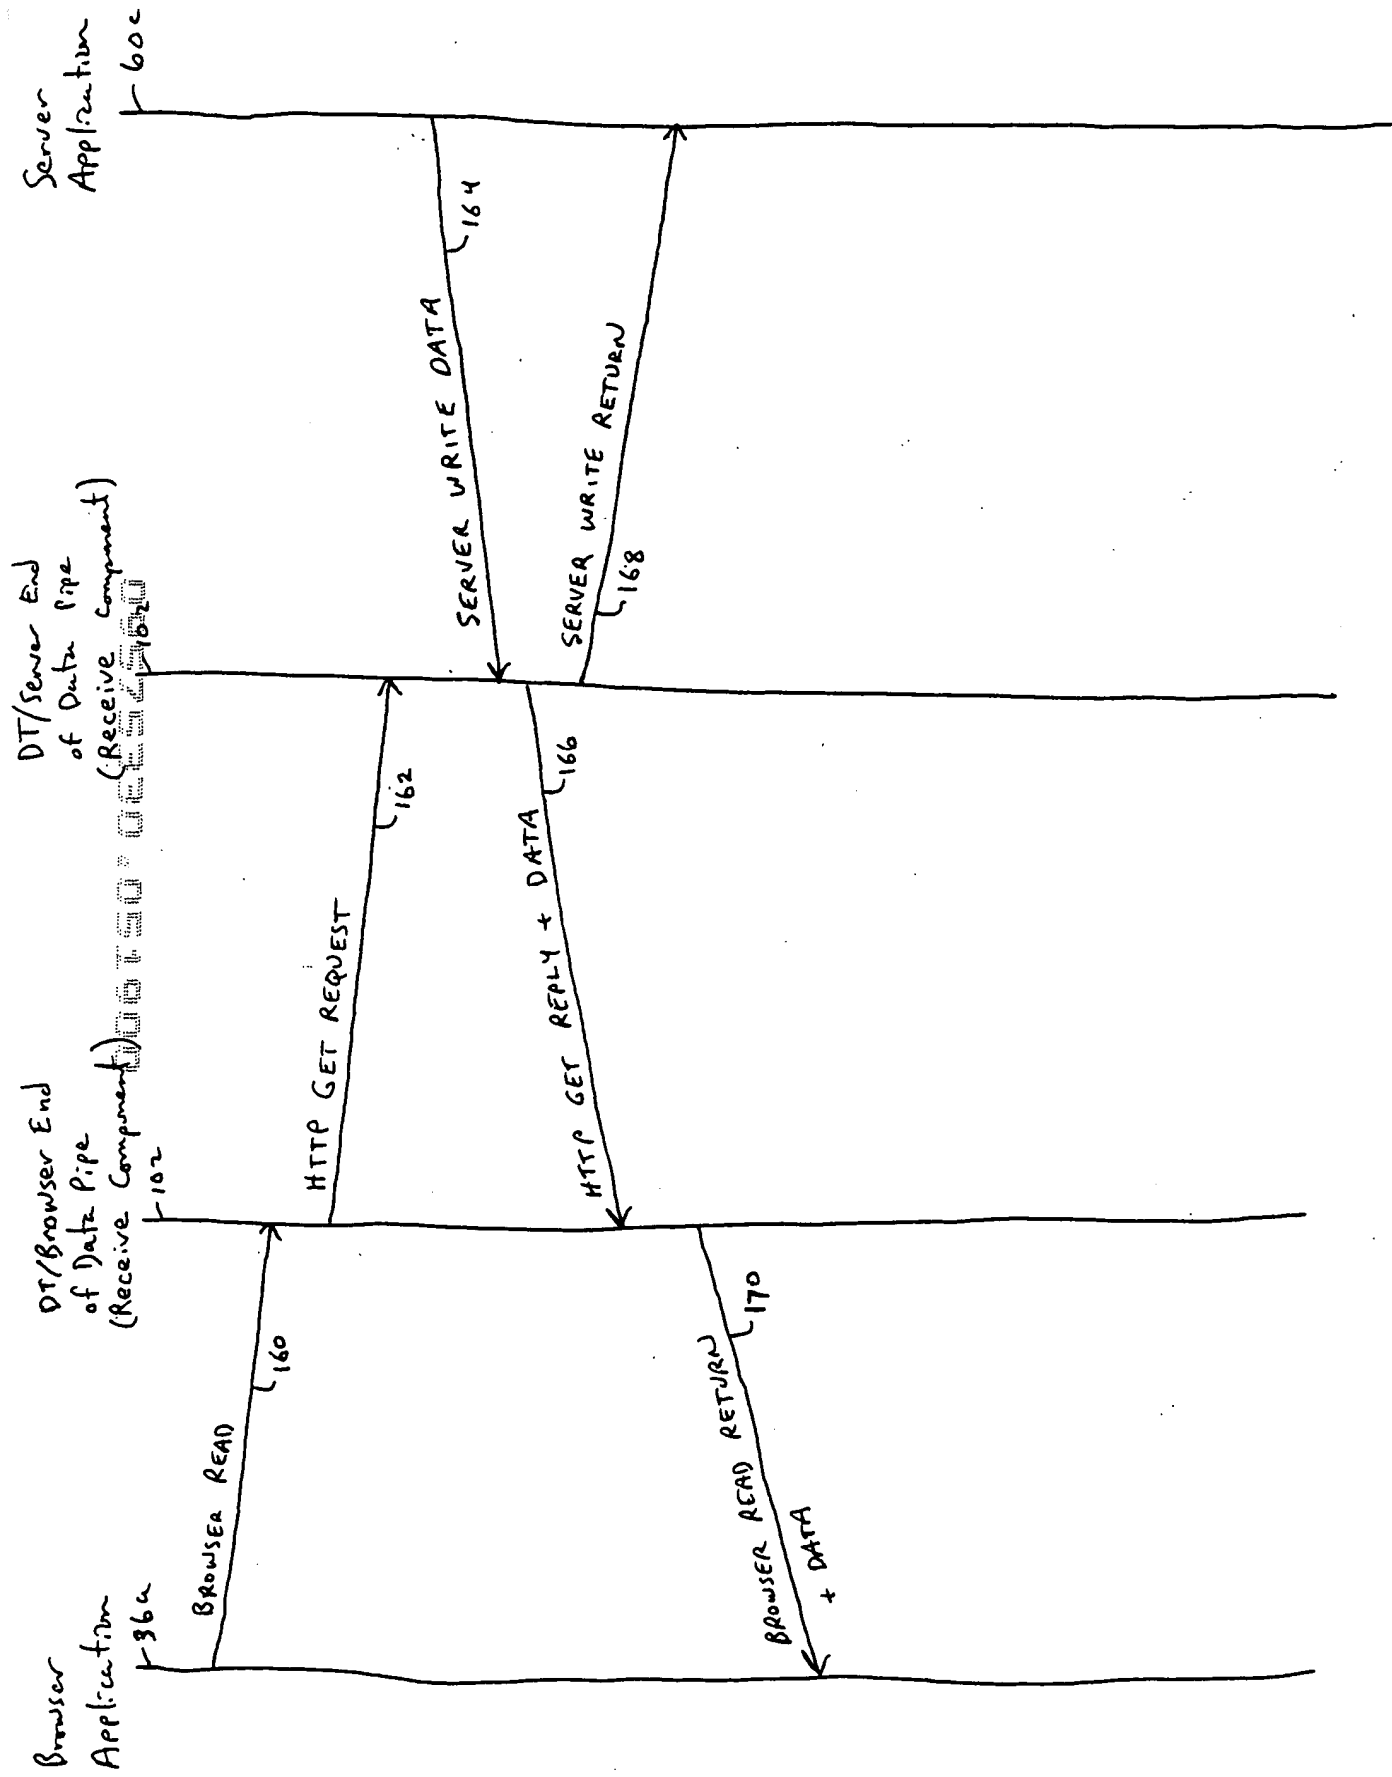 Browser
Application
36a
DT/Browser End
of Data Pipe
(Receive Component)
102
DT/Server End
of Data Pipe
(Receive Component)
102
Server
Application
60c
BROWSER READ
160
HTTP GET REQUEST
162
SERVER WRITE DATA
164
HTTP GET REPLY + DATA
166
SERVER WRITE RETURN
168
BROWSER READ RETURN
+ DATA
170